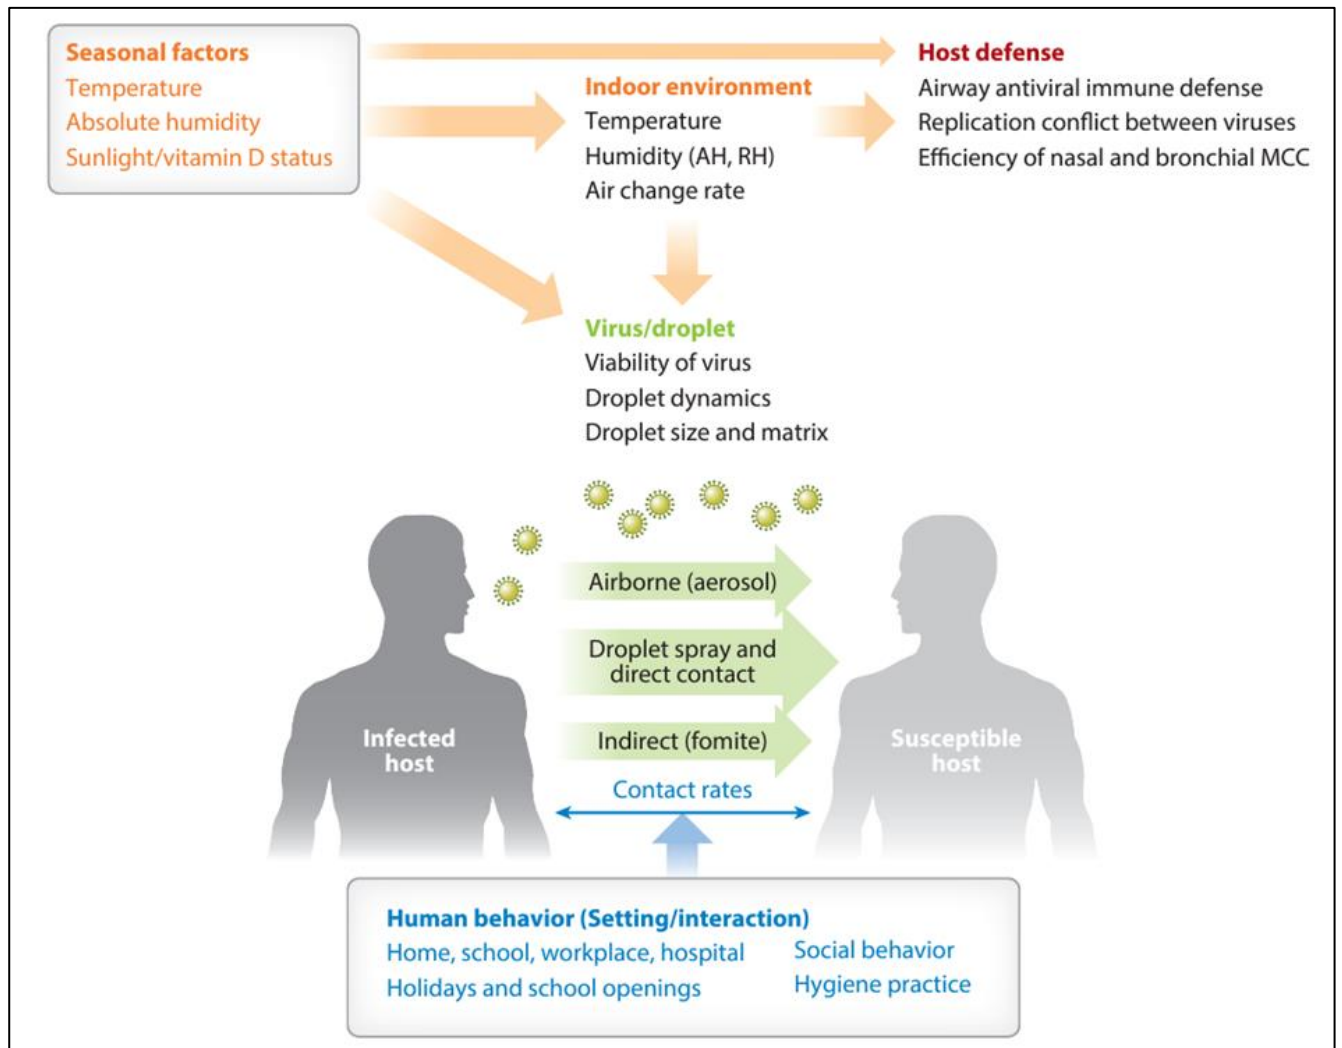 Seasonal factors
Temperature
Absolute humidity
Sunlight/vitamin D status
Indoor environment
Temperature
Humidity (AH, RH)
Air change rate
Host defense
Airway antiviral immune defense
Replication conflict between viruses
Efficiency of nasal and bronchial MCC
Virus/droplet
Viability of virus
Droplet dynamics
Droplet size and matrix
Airborne (aerosol)
Droplet spray and
direct contact
Indirect (fomite)
Infected
host
Susceptible
host
Contact rates
Human behavior (Setting/interaction)
Home, school, workplace, hospital
Holidays and school openings
Social behavior
Hygiene practice